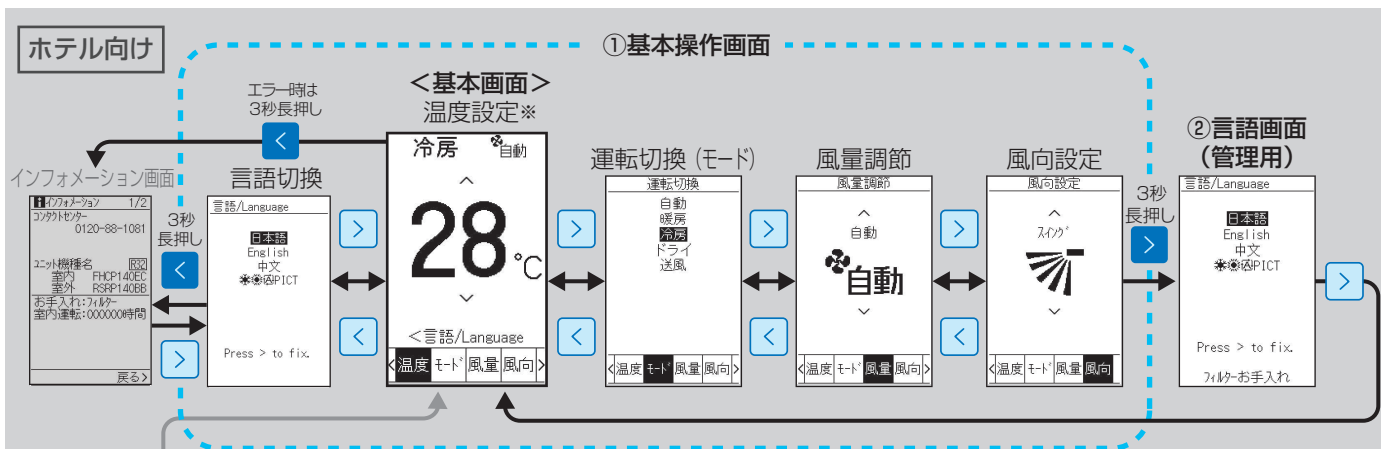 ホテル向け
①基本操作画面
エラー時は
3秒長押し
<
<基本画面>
温度設定※
冷房 自動
28℃
<言語/Language
<温度 モード 風量 風向>
インフォメーション画面
インフォメーション 1/2
コンタクトセンター
0120-88-1081
ユニット機種名 R32
室内 FHCP140EC
室外 RSRP140BB
お手入れ:フィルター
室内運転:000000時間
戻る>
3秒
長押し
<
>
言語切換
言語/Language
日本語
English
中文
PICT
Press > to fix.
>
<
運転切換(モード)
運転切換
自動
暖房
冷房
ドライ
送風
<温度 モード 風量 風向>
>
<
風量調節
風量調節
自動
自動
<温度 モード 風量 風向>
>
<
風向設定
風向設定
スイング
<温度 モード 風量 風向>
>
<
3秒
長押し
>
②言語画面
(管理用)
言語/Language
日本語
English
中文
PICT
Press > to fix.
フィルターお手入れ
>